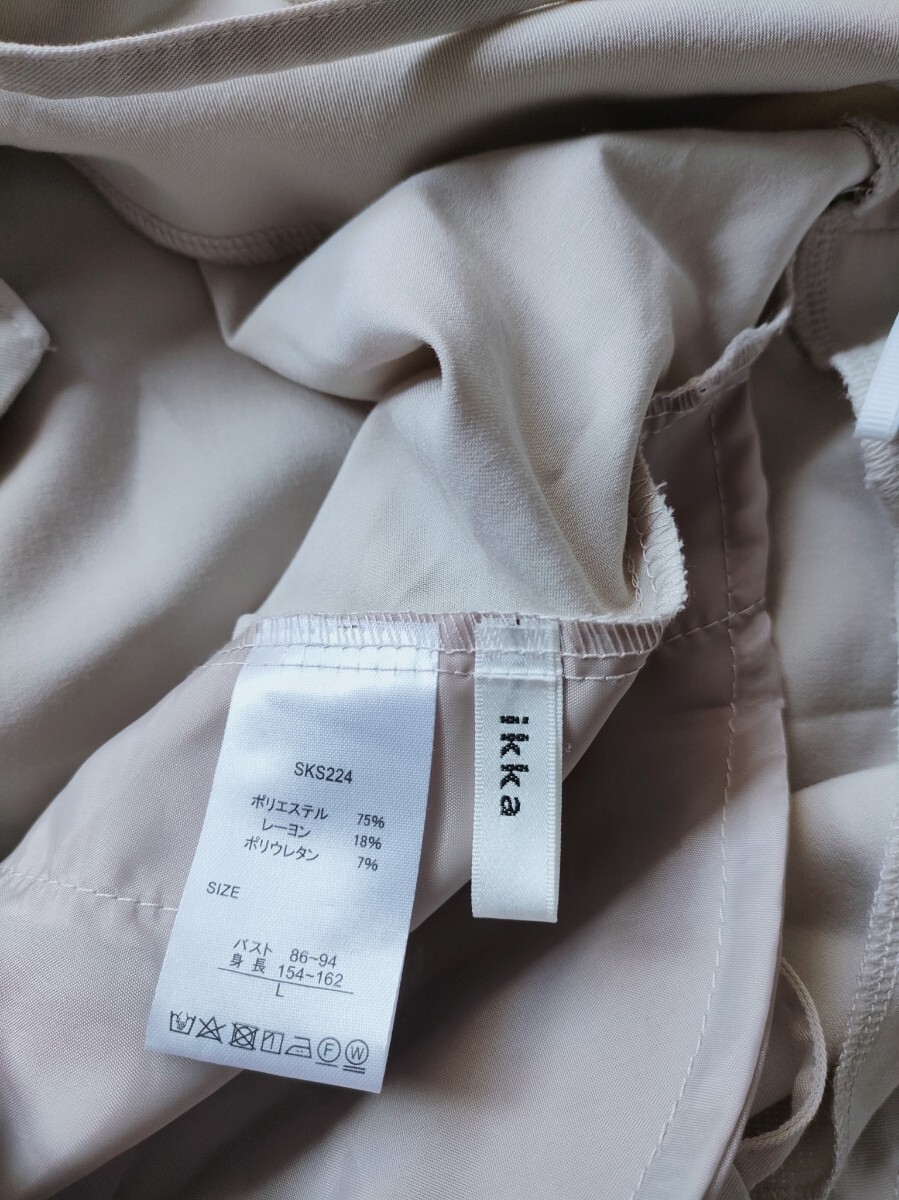 SKS224
ポリエステル 75%
レーヨン 18%
ポリウレタン 7%
SIZE
バスト 86~94
身長 154~162
L
F W
ikka